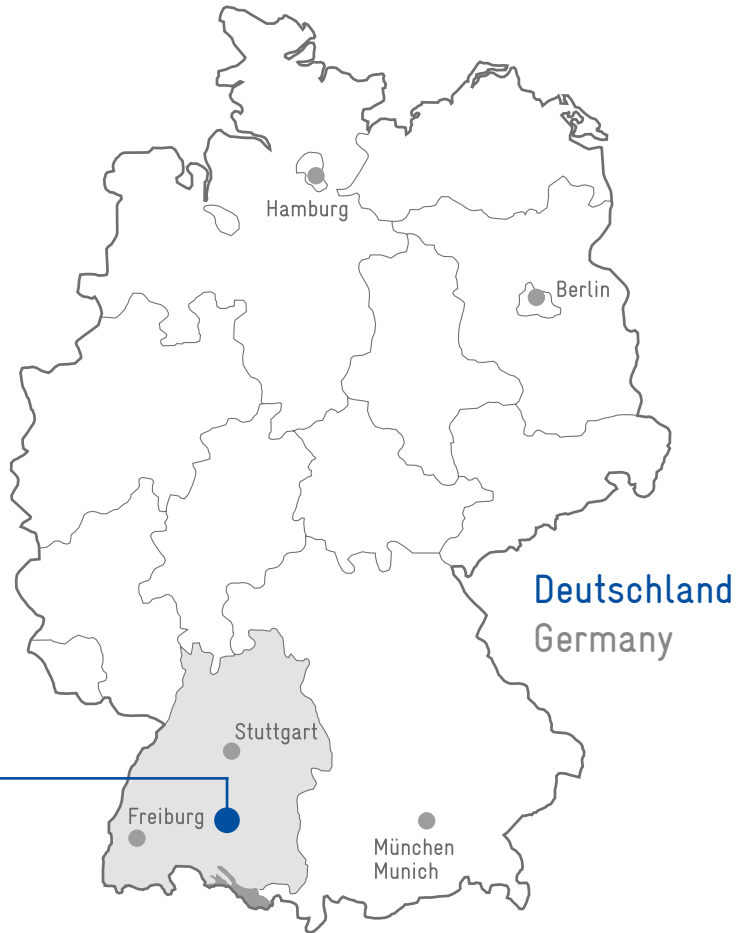 Hamburg
Berlin
Deutschland
Germany
Stuttgart
Freiburg
München
Munich